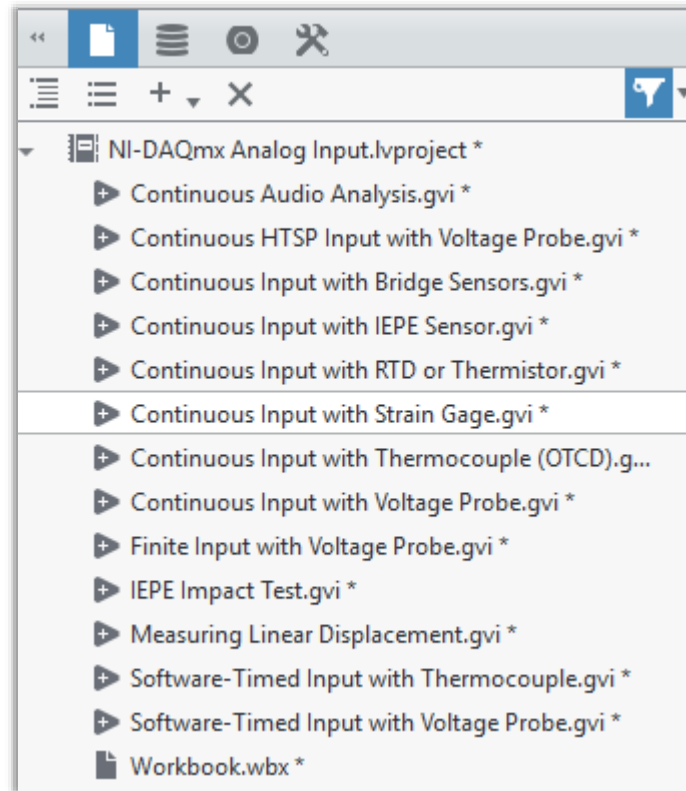 NI-DAQmx Analog Input.lvproject *
Continuous Audio Analysis.gvi *
Continuous HTSP Input with Voltage Probe.gvi *
Continuous Input with Bridge Sensors.gvi *
Continuous Input with IEPE Sensor.gvi *
Continuous Input with RTD or Thermistor.gvi *
Continuous Input with Strain Gage.gvi *
Continuous Input with Thermocouple (OTCD).g...
Continuous Input with Voltage Probe.gvi *
Finite Input with Voltage Probe.gvi *
IEPE Impact Test.gvi *
Measuring Linear Displacement.gvi *
Software-Timed Input with Thermocouple.gvi *
Software-Timed Input with Voltage Probe.gvi *
Workbook.wbx *